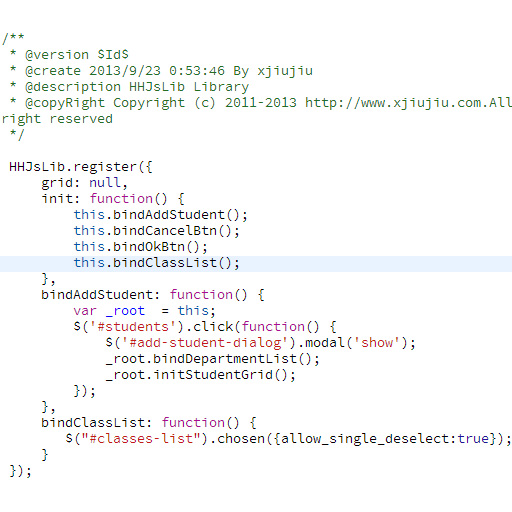 /**
 * @version $Id$
 * @create 2013/9/23 0:53:46 By xjiujiu
 * @description HHJsLib Library
 * @copyRight Copyright (c) 2011-2013 http://www.xjiujiu.com.All
right reserved
 */
 HHJsLib.register({
     grid: null,
     init: function() {
         this.bindAddStudent();
         this.bindCancelBtn();
         this.bindOkBtn();
         this.bindClassList();
     },
     bindAddStudent: function() {
         var _root  = this;
         $('#students').click(function() {
             $('#add-student-dialog').modal('show');
             _root.bindDepartmentList();
             _root.initStudentGrid();
         });
     },
     bindClassList: function() {
        $("#classes-list").chosen({allow_single_deselect:true});
     }
 });